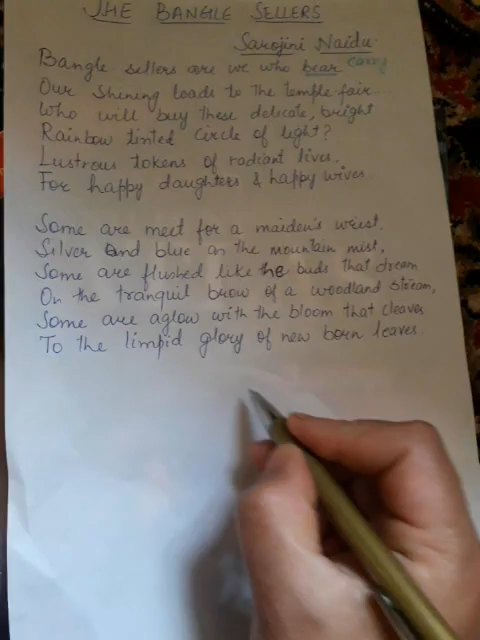 THE BANGLE SELLERS
Sarojini Naidu
Bangle sellers are we who bear carry
Our Shining loads to the temple fair..
Who will buy these delicate, bright
Rainbow tinted circle of light?
Lustrous tokens of radiant lives.
For happy daughters & happy wives.
Some are meet for a maiden's wrist.
Silver and blue as the mountain mist,
Some are flushed like the buds that dream
On the tranquil brow of a woodland stream,
Some are aglow with the bloom that cleaves
To the limpid glory of new born leaves.